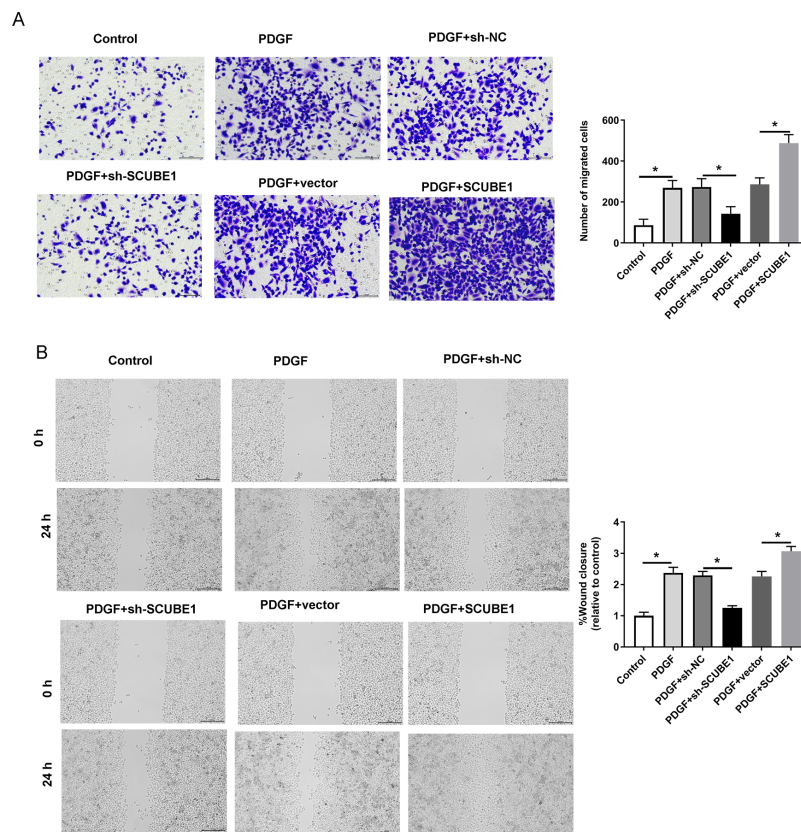 A
Control
PDGF
PDGF+sh-NC
PDGF+sh-SCUBE1
PDGF+vector
PDGF+SCUBE1
Number of migrated cells
600
400
200
0
*
*
*
Control
PDGF
PDGF+sh-NC
PDGF+sh-SCUBE1
PDGF+vector
PDGF+SCUBE1
B
Control
PDGF
PDGF+sh-NC
0 h
24 h
PDGF+sh-SCUBE1
PDGF+vector
PDGF+SCUBE1
0 h
24 h
%Wound closure
(relative to control)
4
3
2
1
0
*
*
*
Control
PDGF
PDGF+sh-NC
PDGF+sh-SCUBE1
PDGF+vector
PDGF+SCUBE1